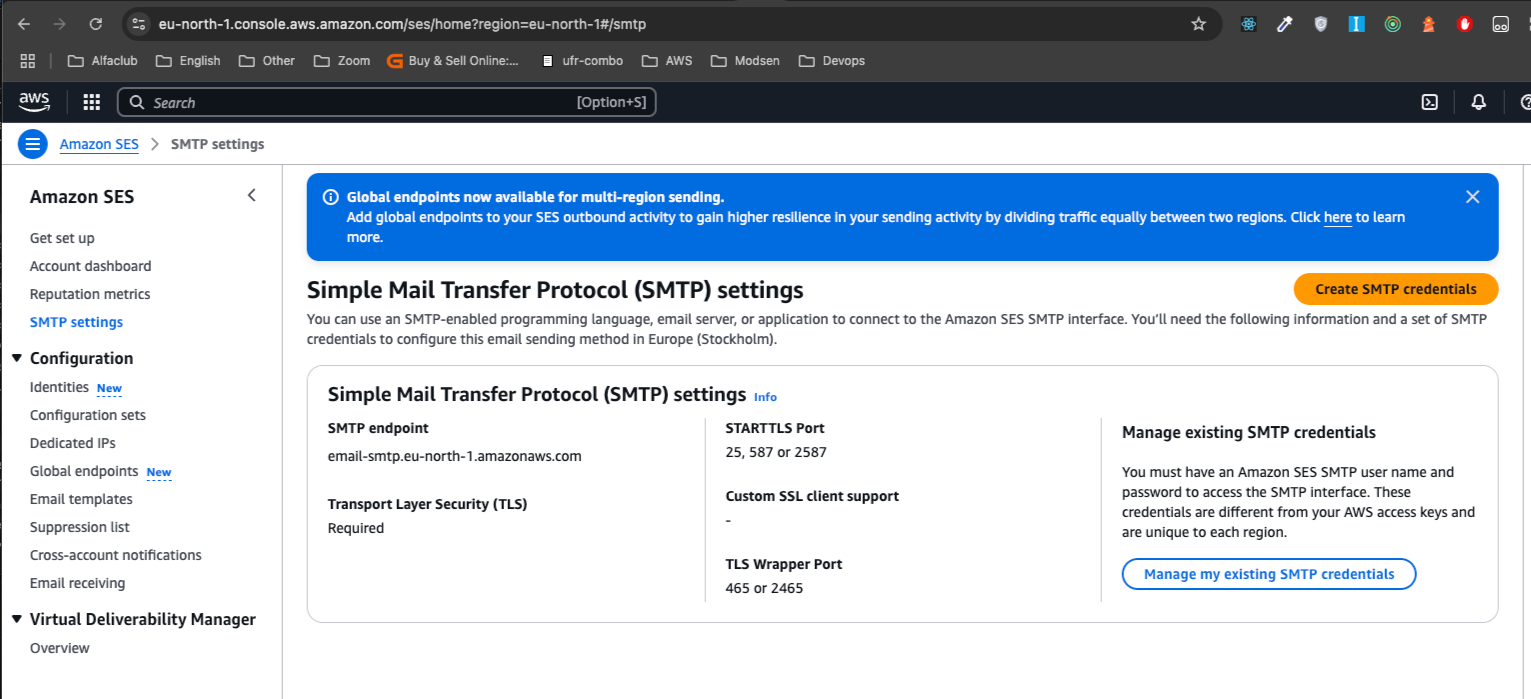 eu-north-1.console.aws.amazon.com/ses/home?region=eu-north-1#/smtp
Alfaclub English Other Zoom Buy & Sell Online:... ufr-combo AWS Modsen Devops
aws Search [Option+S]
Amazon SES > SMTP settings
Amazon SES
Get set up
Account dashboard
Reputation metrics
SMTP settings
Configuration
Identities New
Configuration sets
Dedicated IPs
Global endpoints New
Email templates
Suppression list
Cross-account notifications
Email receiving
Virtual Deliverability Manager
Overview
Global endpoints now available for multi-region sending.
Add global endpoints to your SES outbound activity to gain higher resilience in your sending activity by dividing traffic equally between two regions. Click here to learn
more.
Simple Mail Transfer Protocol (SMTP) settings
Create SMTP credentials
You can use an SMTP-enabled programming language, email server, or application to connect to the Amazon SES SMTP interface. You’ll need the following information and a set of SMTP
credentials to configure this email sending method in Europe (Stockholm).
Simple Mail Transfer Protocol (SMTP) settings Info
SMTP endpoint
email-smtp.eu-north-1.amazonaws.com
Transport Layer Security (TLS)
Required
STARTTLS Port
25, 587 or 2587
Custom SSL client support
-
TLS Wrapper Port
465 or 2465
Manage existing SMTP credentials
You must have an Amazon SES SMTP user name and
password to access the SMTP interface. These
credentials are different from your AWS access keys and
are unique to each region.
Manage my existing SMTP credentials